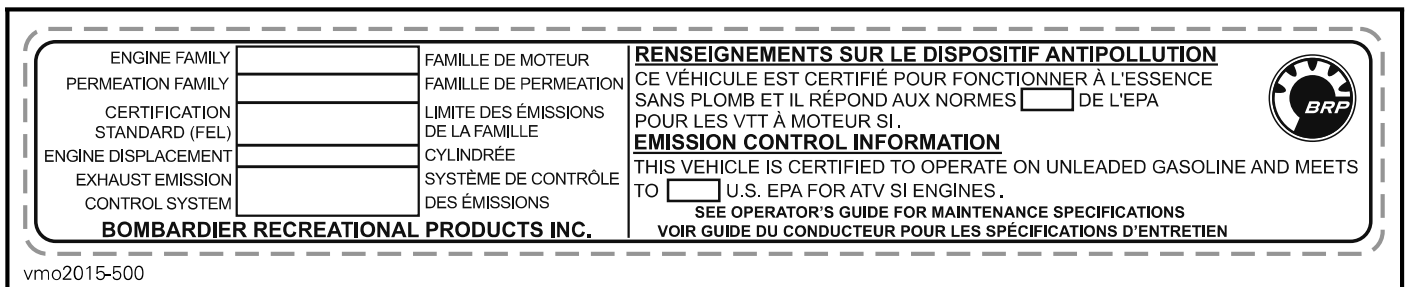 ENGINE FAMILY FAMILLE DE MOTEUR
PERMEATION FAMILY FAMILLE DE PERMEATION
CERTIFICATION STANDARD (FEL) LIMITE DES ÉMISSIONS DE LA FAMILLE
ENGINE DISPLACEMENT CYLINDRÉE
EXHAUST EMISSION SYSTÈME DE CONTRÔLE
CONTROL SYSTEM DES ÉMISSIONS
BOMBARDIER RECREATIONAL PRODUCTS INC.
RENSEIGNEMENTS SUR LE DISPOSITIF ANTIPOLLUTION
CE VÉHICULE EST CERTIFIÉ POUR FONCTIONNER À L'ESSENCE
SANS PLOMB ET IL RÉPOND AUX NORMES DE L'EPA
POUR LES VTT À MOTEUR SI.
EMISSION CONTROL INFORMATION
THIS VEHICLE IS CERTIFIED TO OPERATE ON UNLEADED GASOLINE AND MEETS
TO U.S. EPA FOR ATV SI ENGINES.
SEE OPERATOR'S GUIDE FOR MAINTENANCE SPECIFICATIONS
VOIR GUIDE DU CONDUCTEUR POUR LES SPÉCIFICATIONS D'ENTRETIEN
BRP
vmo2015-500